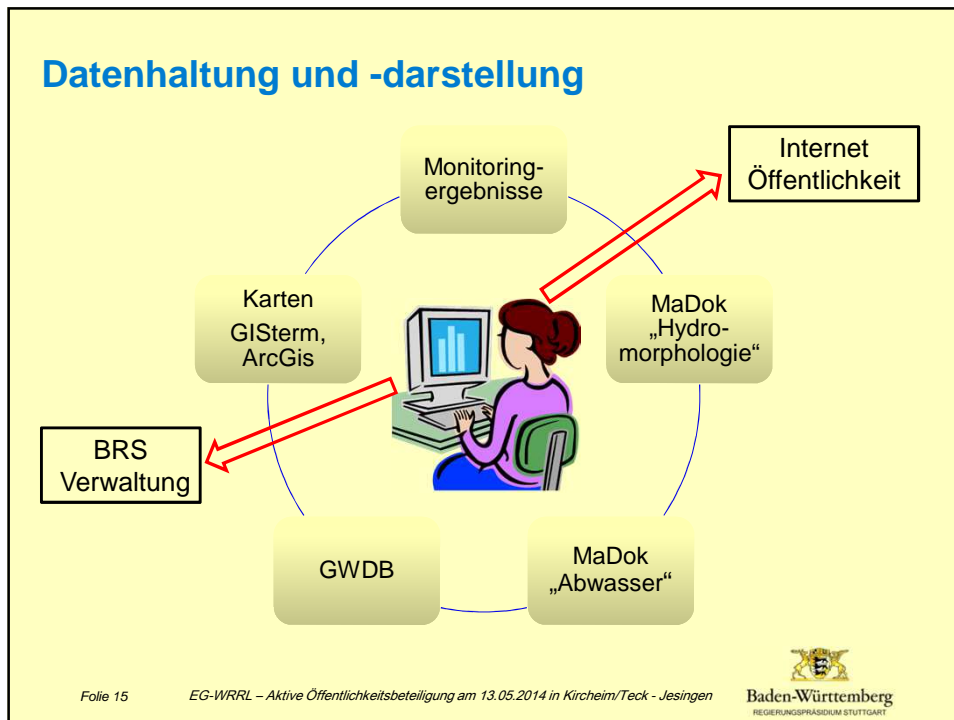 Datenhaltung und -darstellung
Monitoring-
ergebnisse
Internet
Öffentlichkeit
Karten
GISterm,
ArcGis
MaDok
„Hydro-
morphologie“
BRS
Verwaltung
GWDB
MaDok
„Abwasser“
Folie 15
EG-WRRL – Aktive Öffentlichkeitsbeteiligung am 13.05.2014 in Kircheim/Teck - Jesingen
Baden-Württemberg
REGIERUNGSPRÄSIDIUM STUTTGART